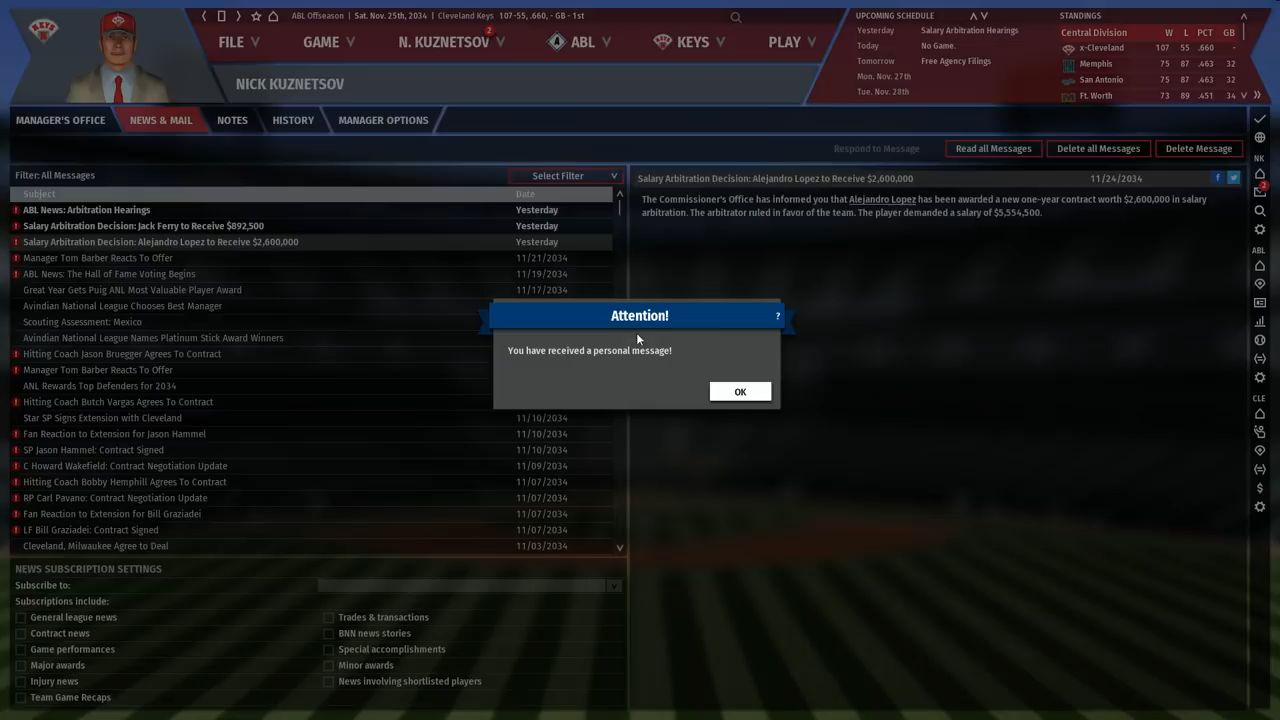 ABL Offseason | Sat. Nov. 25th, 2034 | Cleveland Keys 107-55, .660, - GB - 1st
KEYS
FILE GAME N. KUZNETSOV 2 ABL KEYS PLAY
NICK KUZNETSOV
UPCOMING SCHEDULE
Yesterday Salary Arbitration Hearings
Today No Game.
Tomorrow Free Agency Filings
Mon. Nov. 27th
Tue. Nov. 28th
STANDINGS
Central Division W L PCT GB
x-Cleveland 107 55 .660 -
Memphis 75 87 .463 32
San Antonio 75 87 .463 32
Ft. Worth 73 89 .451 34
MANAGER'S OFFICE NEWS & MAIL NOTES HISTORY MANAGER OPTIONS
Respond to Message Read all Messages Delete all Messages Delete Message
Filter: All Messages Select Filter
Subject Date
ABL News: Arbitration Hearings Yesterday
Salary Arbitration Decision: Jack Ferry to Receive $892,500 Yesterday
Salary Arbitration Decision: Alejandro Lopez to Receive $2,600,000 Yesterday
Manager Tom Barber Reacts To Offer 11/21/2034
ABL News: The Hall of Fame Voting Begins 11/19/2034
Great Year Gets Puig ANL Most Valuable Player Award 11/17/2034
Avindian National League Chooses Best Manager
Scouting Assessment: Mexico
Avindian National League Names Platinum Stick Award Winners
Hitting Coach Jason Bruegger Agrees To Contract
Manager Tom Barber Reacts To Offer
ANL Rewards Top Defenders for 2034
Hitting Coach Butch Vargas Agrees To Contract
Star SP Signs Extension with Cleveland 11/10/2034
Fan Reaction to Extension for Jason Hammel 11/10/2034
SP Jason Hammel: Contract Signed 11/10/2034
C Howard Wakefield: Contract Negotiation Update 11/09/2034
Hitting Coach Bobby Hemphill Agrees To Contract 11/07/2034
RP Carl Pavano: Contract Negotiation Update 11/07/2034
Fan Reaction to Extension for Bill Graziadei 11/07/2034
LF Bill Graziadei: Contract Signed 11/07/2034
Cleveland, Milwaukee Agree to Deal 11/03/2034
Salary Arbitration Decision: Alejandro Lopez to Receive $2,600,000 11/24/2034
The Commissioner's Office has informed you that Alejandro Lopez has been awarded a new one-year contract worth $2,600,000 in salary
arbitration. The arbitrator ruled in favor of the team. The player demanded a salary of $5,554,500.
Attention! ?
You have received a personal message!
OK
NEWS SUBSCRIPTION SETTINGS
Subscribe to:
Subscriptions include:
General league news Trades & transactions
Contract news BNN news stories
Game performances Special accomplishments
Major awards Minor awards
Injury news News involving shortlisted players
Team Game Recaps
NK
2
ABL
CLE
$